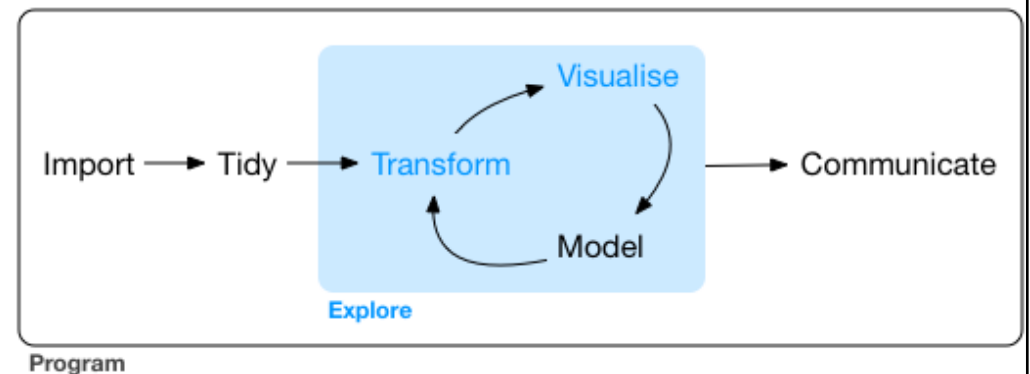 Visualise
Import Tidy Transform Communicate
Model
Explore
Program